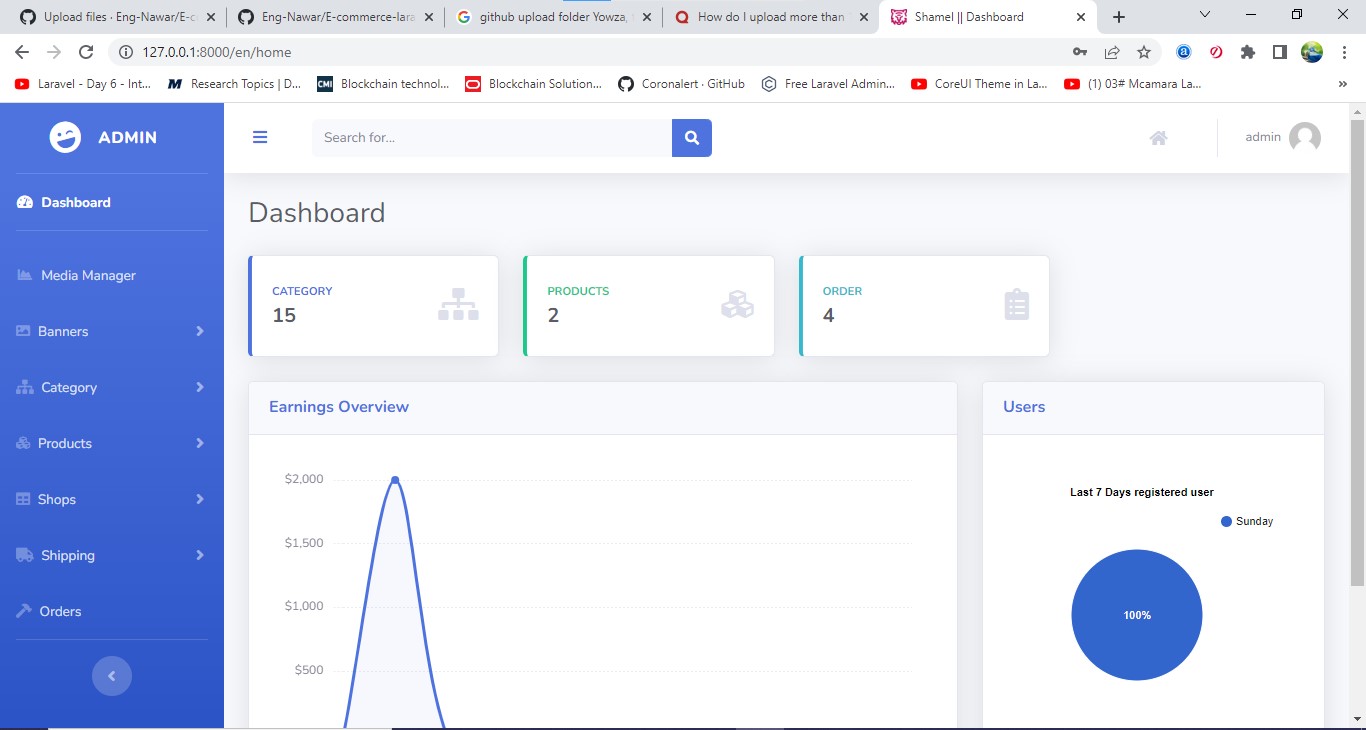 Upload files · Eng-Nawar/E-c
Eng-Nawar/E-commerce-lara
github upload folder Yowza,
How do I upload more than
Shamel || Dashboard
127.0.0.1:8000/en/home
Laravel - Day 6 - Int...
Research Topics | D...
CMI
Blockchain technol...
Blockchain Solution...
Coronalert · GitHub
Free Laravel Admin...
CoreUI Theme in La...
(1) 03# Mcamara La...
»
ADMIN
Search for...
admin
Dashboard
Media Manager
Banners
Category
Products
Shops
Shipping
Orders
Dashboard
CATEGORY
15
PRODUCTS
2
ORDER
4
Earnings Overview
$2,000
$1,500
$1,000
$500
Users
Last 7 Days registered user
Sunday
100%